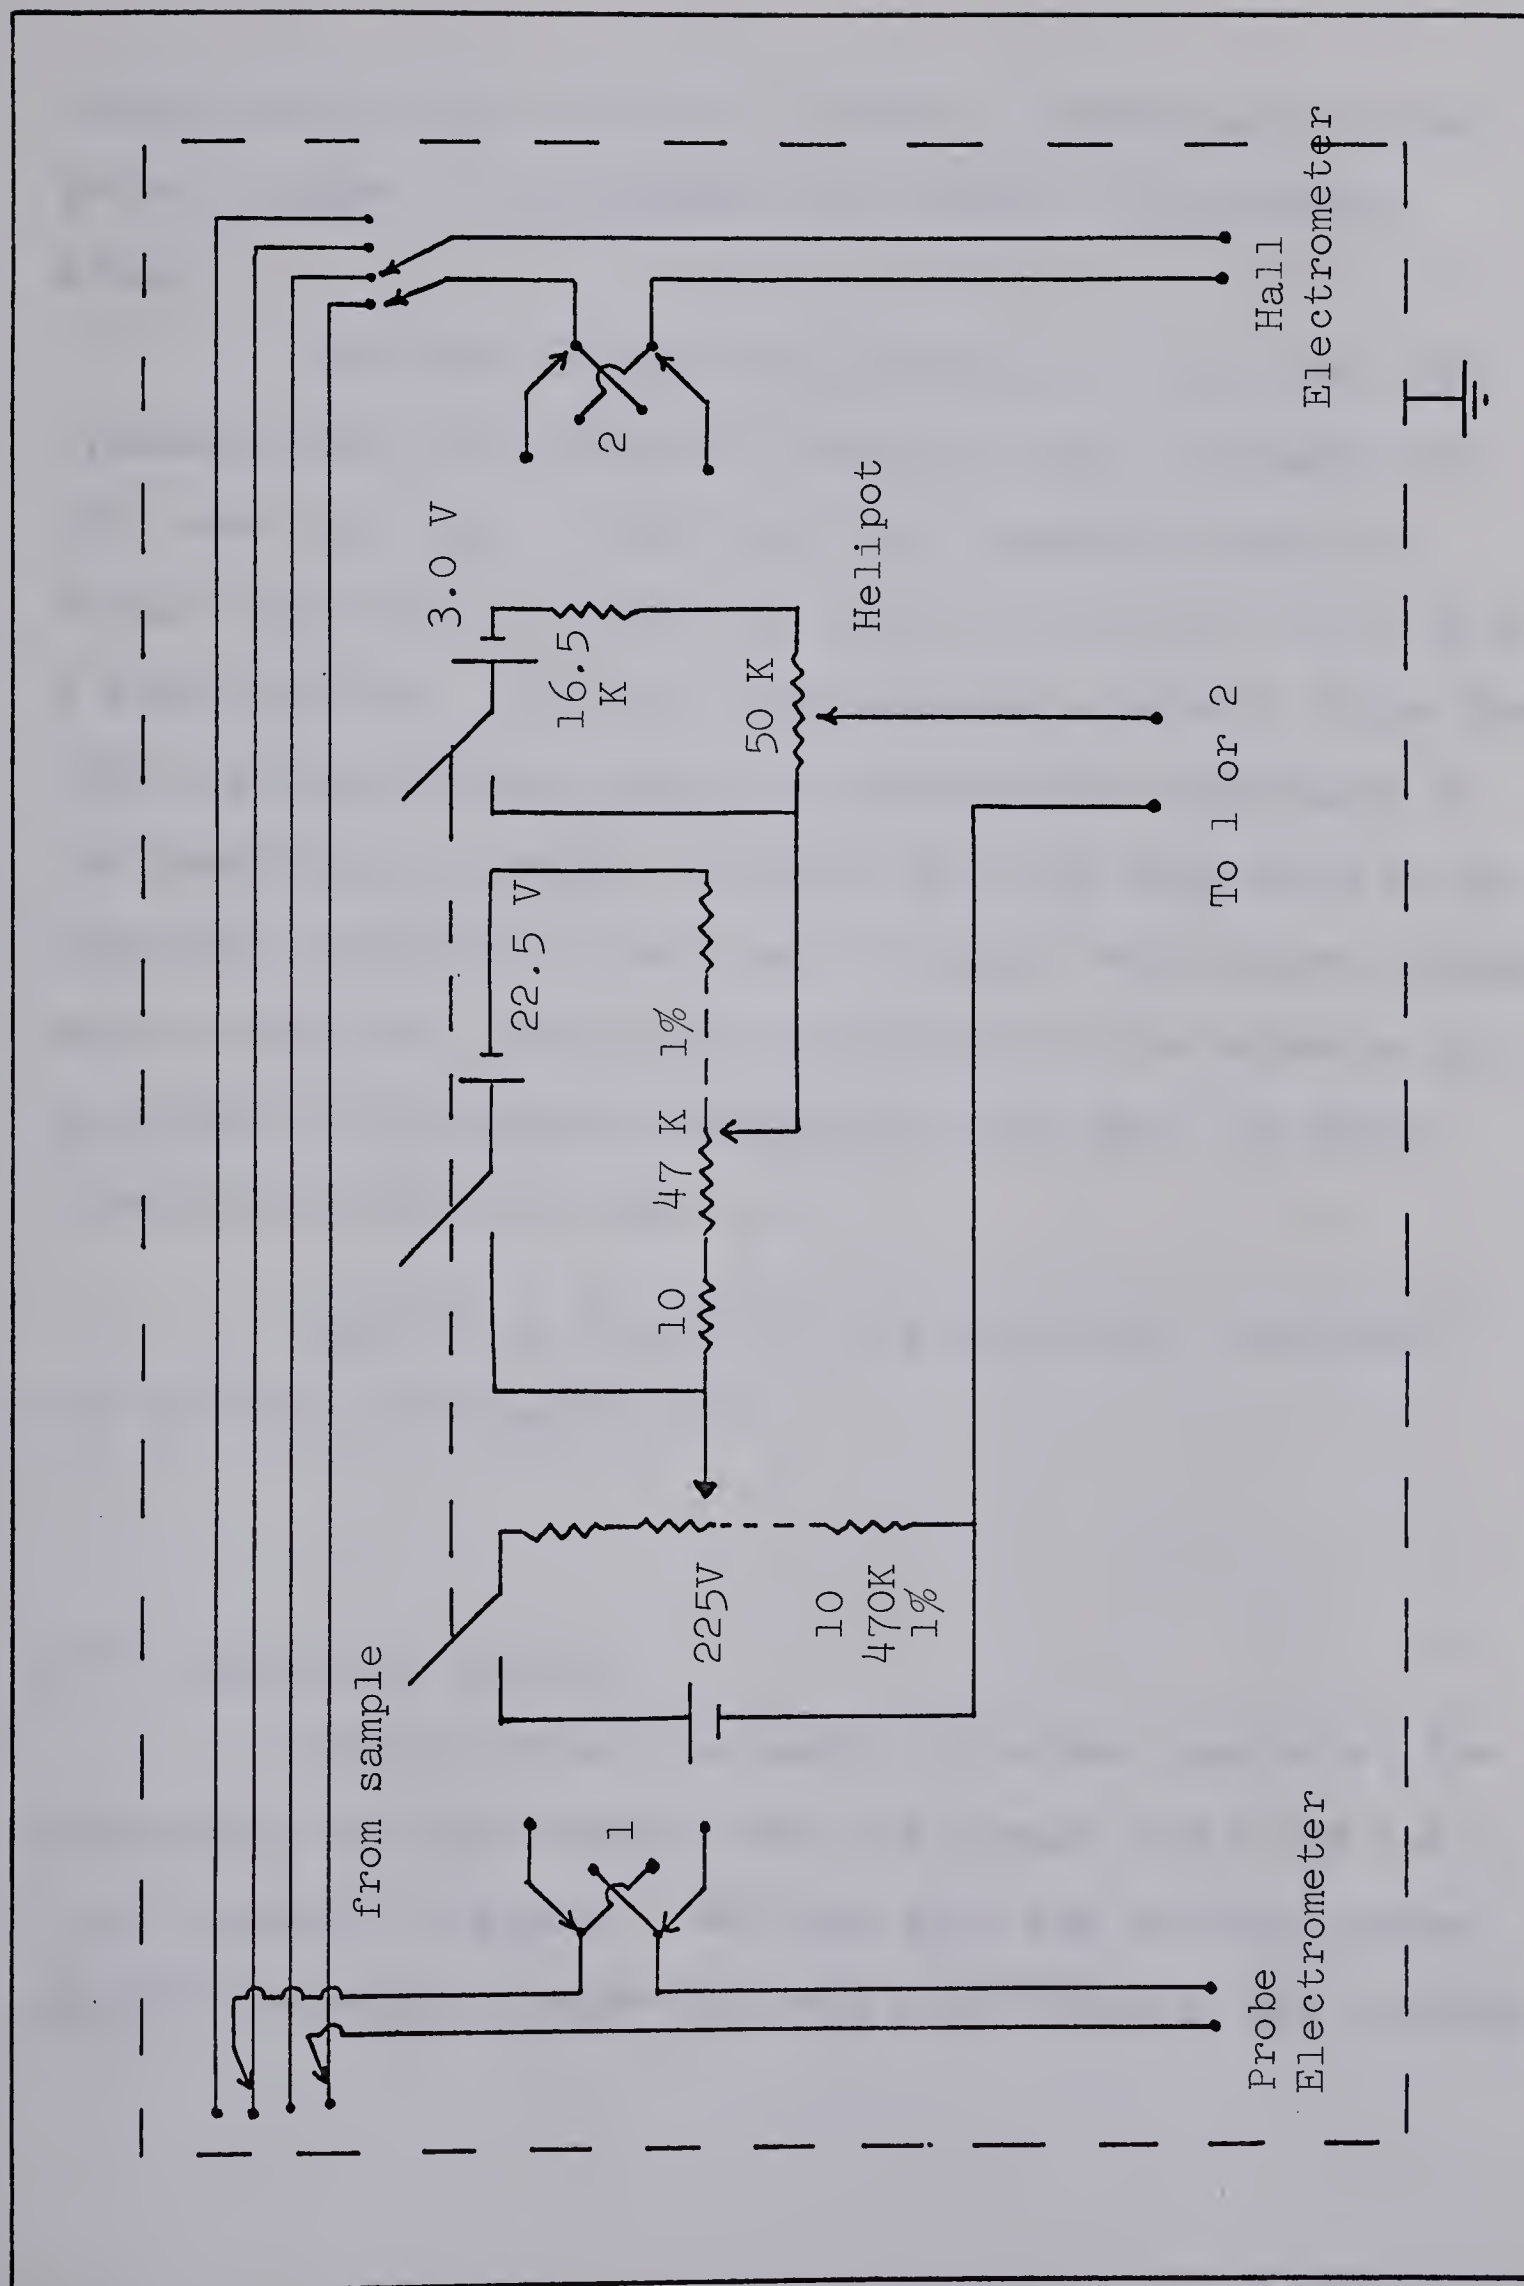 from sample
1
225V
10
470K
1%
10 47 K 1%
22.5 V
3.0 V
16.5
K
50 K
Helipot
2
To 1 or 2
Probe
Electrometer
Hall
Electrometer